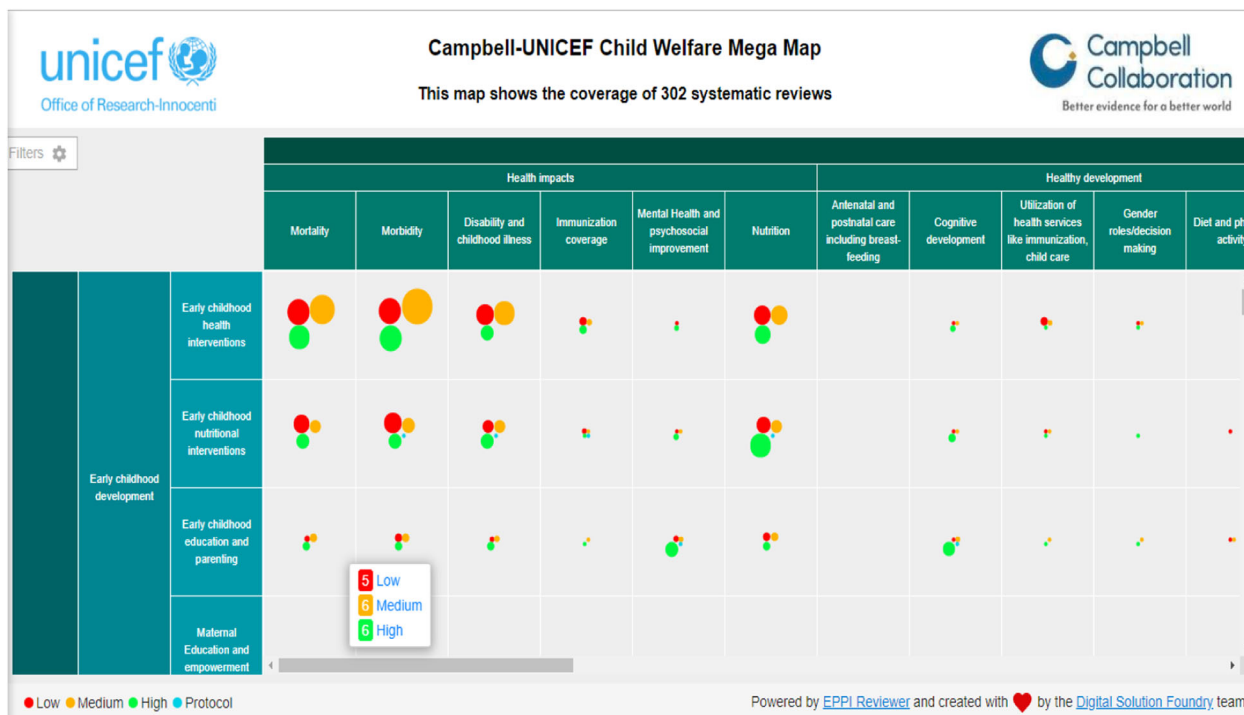 unicef
Office of Research-Innocenti
Campbell-UNICEF Child Welfare Mega Map
This map shows the coverage of 302 systematic reviews
Campbell
Collaboration
Better evidence for a better world
Filters
Health impacts
Healthy development
Mortality
Morbidity
Disability and
childhood illness
Immunization
coverage
Mental Health and
psychosocial
improvement
Nutrition
Antenatal and
postnatal care
including breast-
feeding
Cognitive
development
Utilization of
health services
like immunization,
child care
Gender
roles/decision
making
Diet and ph
activity
Early childhood
development
Early childhood
health
interventions
Early childhood
nutritional
interventions
Early childhood
education and
parenting
Maternal
Education and
empowerment
5 Low
6 Medium
6 High
Low Medium High Protocol
Powered by EPPI Reviewer and created with by the Digital Solution Foundry team